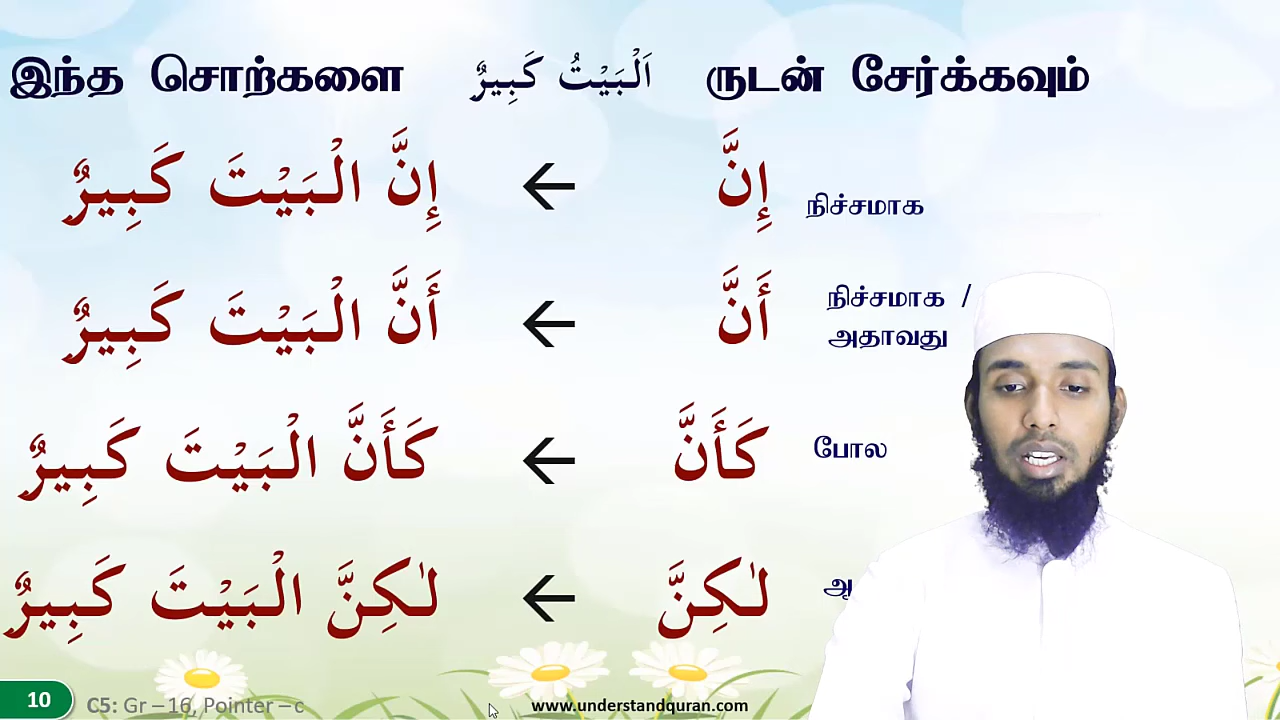 இந்த சொற்களை اَلْبَيْتُ كَبِيرٌ ருடன் சேர்க்கவும்
إِنَّ الْبَيْتَ كَبِيرٌ ← إِنَّ நிச்சமாக
أَنَّ الْبَيْتَ كَبِيرٌ ← أَنَّ நிச்சமாக / அதாவது
كَأَنَّ الْبَيْتَ كَبِيرٌ ← كَأَنَّ போல
لٰكِنَّ الْبَيْتَ كَبِيرٌ ← لٰكِنَّ
10 C5: Gr – 16, Pointer – c www.understandquran.com